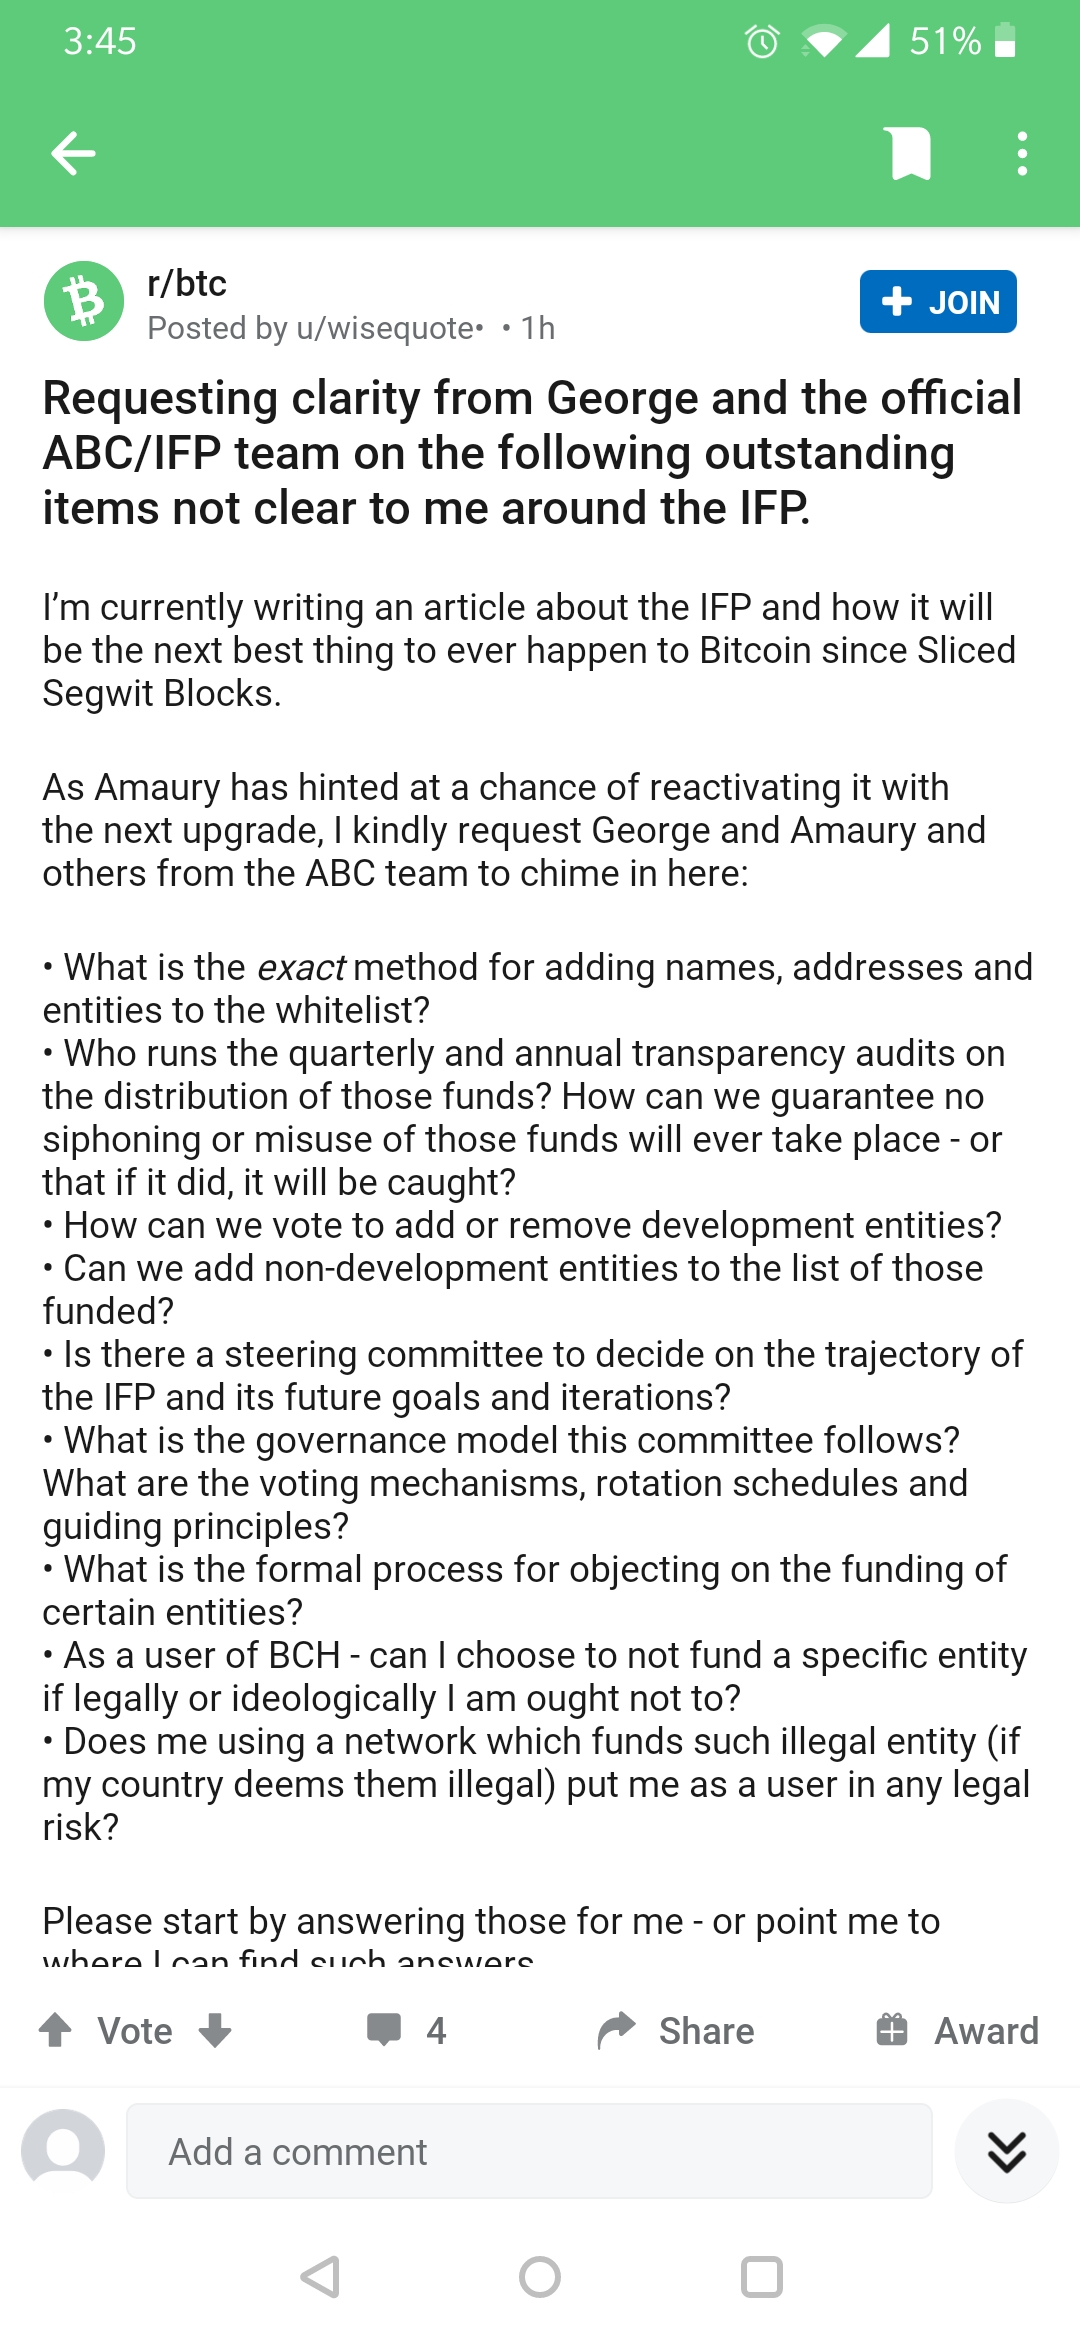 3:45
51%
r/btc
Posted by u/wisequote• • 1h
+ JOIN
Requesting clarity from George and the official
ABC/IFP team on the following outstanding
items not clear to me around the IFP.
I’m currently writing an article about the IFP and how it will
be the next best thing to ever happen to Bitcoin since Sliced
Segwit Blocks.
As Amaury has hinted at a chance of reactivating it with
the next upgrade, I kindly request George and Amaury and
others from the ABC team to chime in here:
• What is the exact method for adding names, addresses and
entities to the whitelist?
• Who runs the quarterly and annual transparency audits on
the distribution of those funds? How can we guarantee no
siphoning or misuse of those funds will ever take place - or
that if it did, it will be caught?
• How can we vote to add or remove development entities?
• Can we add non-development entities to the list of those
funded?
• Is there a steering committee to decide on the trajectory of
the IFP and its future goals and iterations?
• What is the governance model this committee follows?
What are the voting mechanisms, rotation schedules and
guiding principles?
• What is the formal process for objecting on the funding of
certain entities?
• As a user of BCH - can I choose to not fund a specific entity
if legally or ideologically I am ought not to?
• Does me using a network which funds such illegal entity (if
my country deems them illegal) put me as a user in any legal
risk?
Please start by answering those for me - or point me to
where I can find such answers
Vote
4
Share
Award
Add a comment